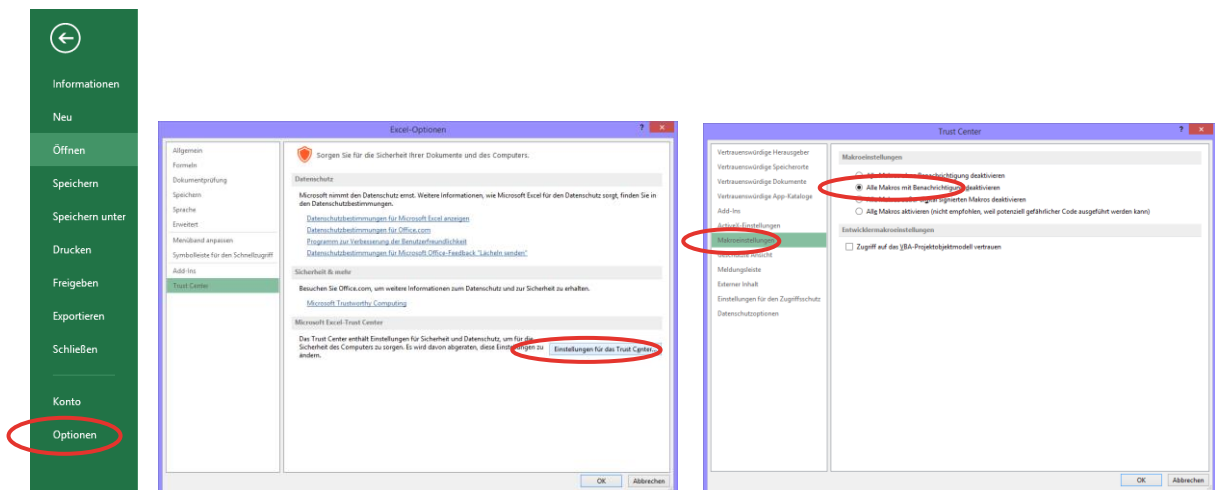 Informationen
Neu
Öffnen
Speichern
Speichern unter
Drucken
Freigeben
Exportieren
Schließen
Konto
Optionen
Excel-Optionen
? ×
Allgemein
Formeln
Dokumentprüfung
Speichern
Sprache
Erweitert
Menüband anpassen
Symbolleiste für den Schnellzugriff
Add-Ins
Trust Center
Sorgen Sie für die Sicherheit Ihrer Dokumente und des Computers.
Datenschutz
Microsoft nimmt den Datenschutz ernst. Weitere Informationen, wie Microsoft Excel für den Datenschutz sorgt, finden Sie in
den Datenschutzbestimmungen.
Datenschutzbestimmungen für Microsoft Excel anzeigen
Datenschutzbestimmungen für Office.com
Programm zur Verbesserung der Benutzerfreundlichkeit
Datenschutzbestimmungen für Microsoft Office-Feedback "Lächeln senden"
Sicherheit & mehr
Besuchen Sie Office.com, um weitere Informationen zum Datenschutz und zur Sicherheit zu erhalten.
Microsoft Trustworthy Computing
Microsoft Excel-Trust Center
Das Trust Center enthält Einstellungen für Sicherheit und Datenschutz, um für die
Sicherheit des Computers zu sorgen. Es wird davon abgeraten, diese Einstellungen zu
ändern.
Einstellungen für das Trust Center...
OK Abbrechen
Trust Center
? ×
Vertrauenswürdige Herausgeber
Vertrauenswürdige Speicherorte
Vertrauenswürdige Dokumente
Vertrauenswürdige App-Kataloge
Add-Ins
ActiveX-Einstellungen
Makroeinstellungen
Geschützte Ansicht
Meldungsleiste
Externer Inhalt
Einstellungen für den Zugriffsschutz
Datenschutzoptionen
Makroeinstellungen
Benachrichtigung deaktivieren
Alle Makros mit Benachrichtigung deaktivieren
digital signierten Makros deaktivieren
Alle Makros aktivieren (nicht empfohlen, weil potenziell gefährlicher Code ausgeführt werden kann)
Entwicklermakroeinstellungen
Zugriff auf das VBA-Projektobjektmodell vertrauen
OK Abbrechen